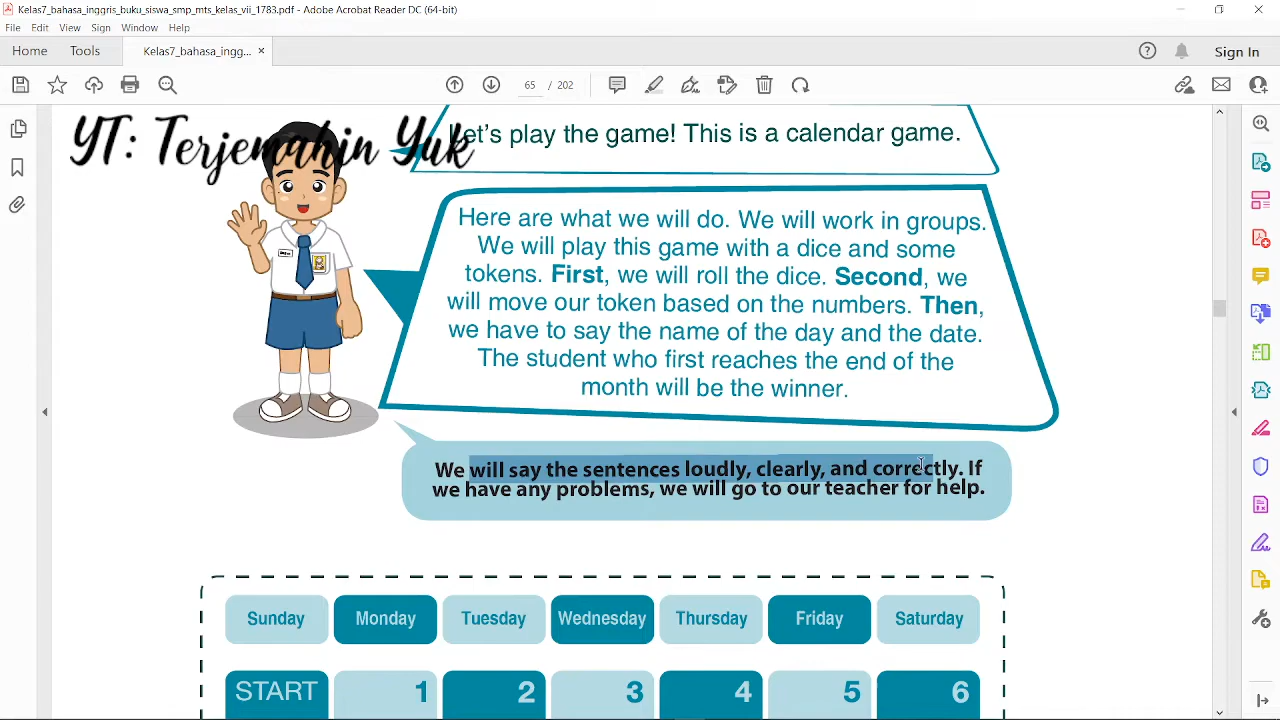 Kelas7_bahasa_inggris_buku_siswa_smp_mts_kelas_vii_1783.pdf - Adobe Acrobat Reader DC (64-bit)
File Edit View Sign Window Help
Home Tools Kelas7_bahasa_ingg... × Sign In
65 / 202
YT: Terjemahin Yuk
Let's play the game! This is a calendar game.
Here are what we will do. We will work in groups.
We will play this game with a dice and some
tokens. First, we will roll the dice. Second, we
will move our token based on the numbers. Then,
we have to say the name of the day and the date.
The student who first reaches the end of the
month will be the winner.
We will say the sentences loudly, clearly, and correctly. If
we have any problems, we will go to our teacher for help.
Sunday Monday Tuesday Wednesday Thursday Friday Saturday
START 1 2 3 4 5 6